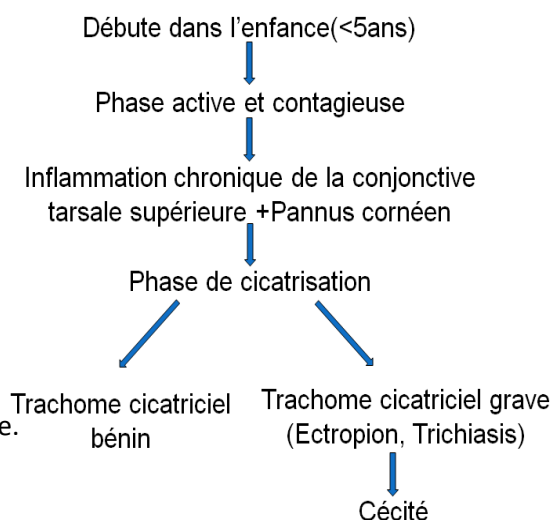 Débute dans l'enfance(<5ans)
Phase active et contagieuse
Inflammation chronique de la conjonctive
tarsale supérieure +Pannus cornéen
Phase de cicatrisation
Trachome cicatriciel
bénin
e.
Trachome cicatriciel grave
(Ectropion, Trichiasis)
Cécité